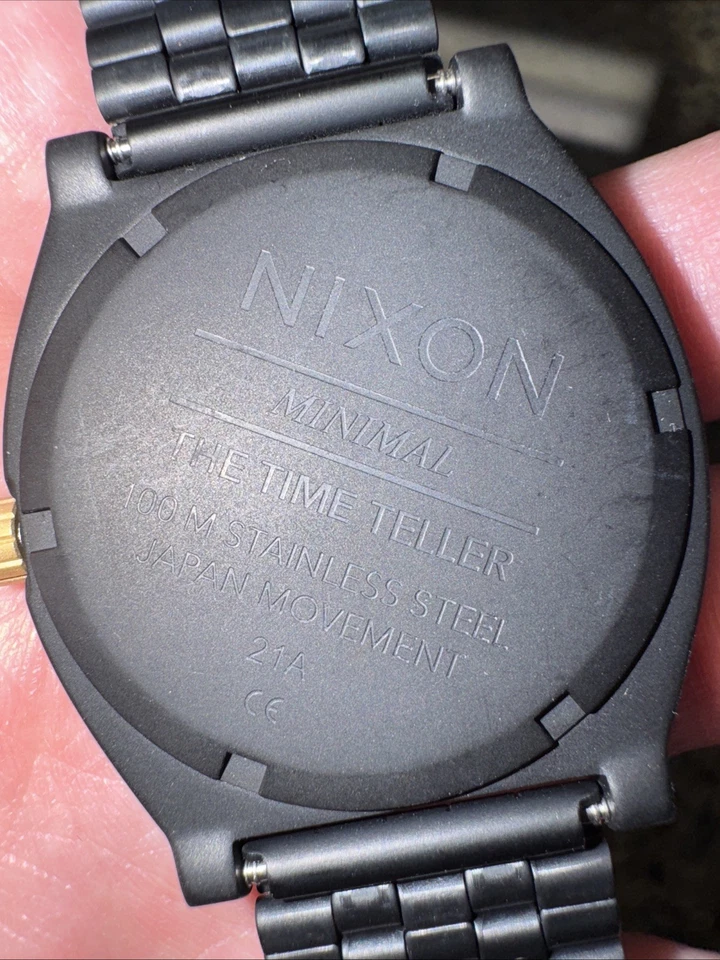 NIXON
MINIMAL
THE TIME TELLER
100 M STAINLESS STEEL
JAPAN MOVEMENT
21A
CE